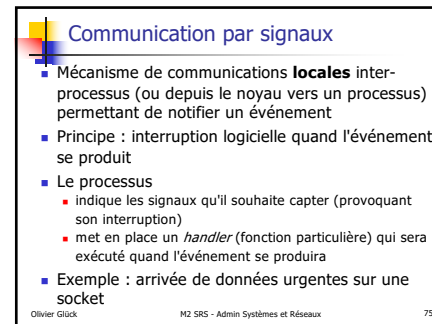 Communication par signaux
Mécanisme de communications locales inter-
processus (ou depuis le noyau vers un processus)
permettant de notifier un événement
Principe : interruption logicielle quand l'événement
se produit
Le processus
indique les signaux qu'il souhaite capter (provoquant
son interruption)
met en place un handler (fonction particulière) qui sera
exécuté quand l'événement se produira
Exemple : arrivée de données urgentes sur une
socket
Olivier Glück M2 SRS - Admin Systèmes et Réseaux 75